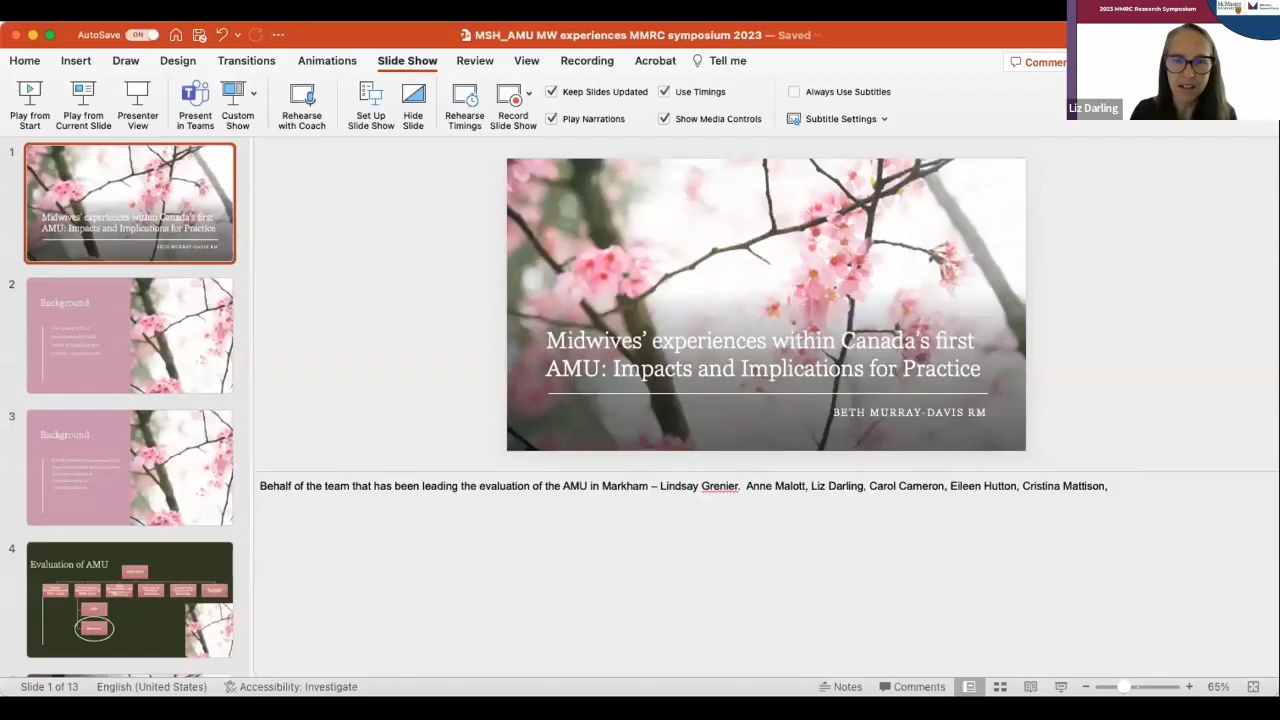 2023 MMRC Research Symposium
McMaster
University
AutoSave ON
MSH_AMU MW experiences MMRC symposium 2023 — Saved
Home Insert Draw Design Transitions Animations Slide Show Review View Recording Acrobat Tell me
Comme
Liz Darling
Play from
Start
Play from
Current Slide
Presenter
View
Present
in Teams
Custom
Show
Rehearse
with Coach
Set Up
Slide Show
Hide
Slide
Rehearse
Timings
Record
Slide Show
Keep Slides Updated
Use Timings
Always Use Subtitles
Play Narrations
Show Media Controls
Subtitle Settings
1
Midwives' experiences within Canada's first
AMU: Impacts and Implications for Practice
BETH MURRAY-DAVIS RM
2
Background
3
Background
4
Evaluation of AMU
Midwives' experiences within Canada's first
AMU: Impacts and Implications for Practice
BETH MURRAY-DAVIS RM
Behalf of the team that has been leading the evaluation of the AMU in Markham – Lindsay Grenier. Anne Malott, Liz Darling, Carol Cameron, Eileen Hutton, Cristina Mattison,
Slide 1 of 13 English (United States) Accessibility: Investigate Notes Comments 65%